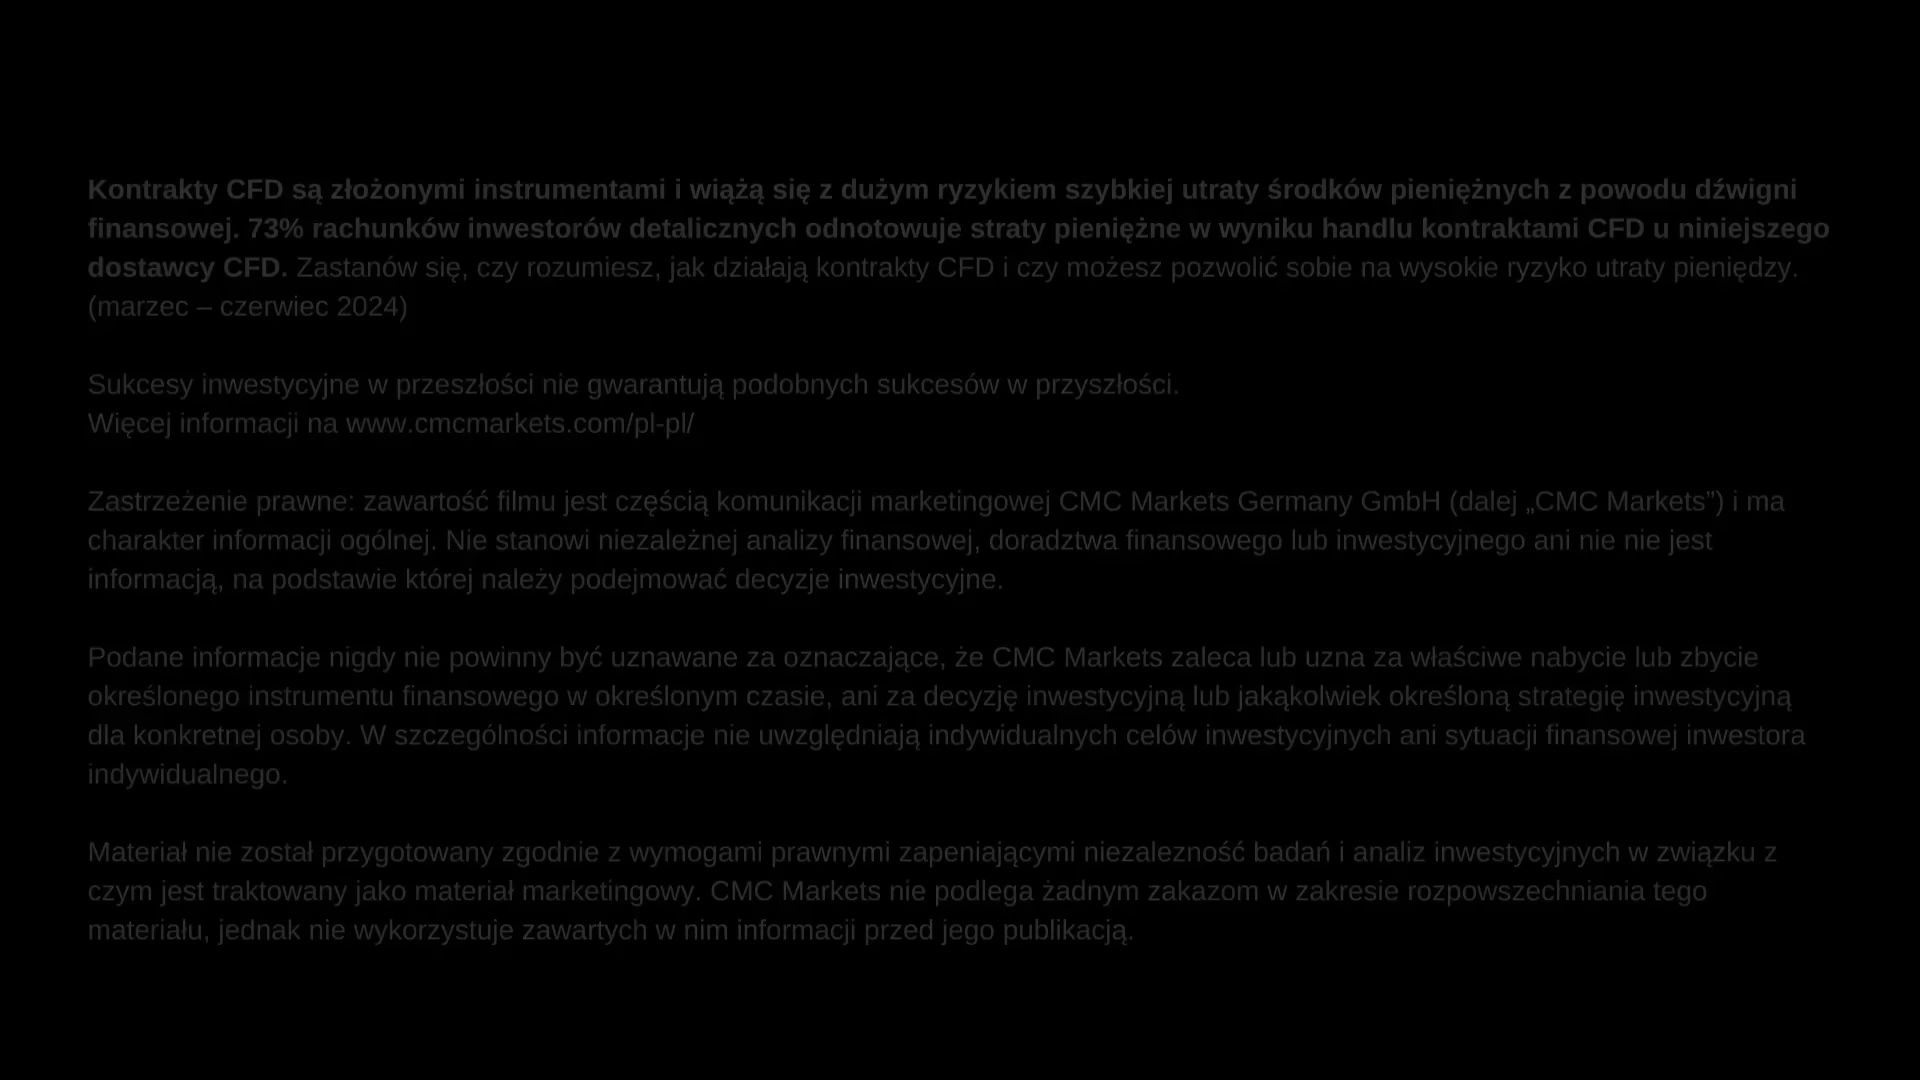 Kontrakty CFD są złożonymi instrumentami i wiążą się z dużym ryzykiem szybkiej utraty środków pieniężnych z powodu dźwigni
finansowej. 73% rachunków inwestorów detalicznych odnotowuje straty pieniężne w wyniku handlu kontraktami CFD u niniejszego
dostawcy CFD. Zastanów się, czy rozumiesz, jak działają kontrakty CFD i czy możesz pozwolić sobie na wysokie ryzyko utraty pieniędzy.
(marzec – czerwiec 2024)
Sukcesy inwestycyjne w przeszłości nie gwarantują podobnych sukcesów w przyszłości.
Więcej informacji na www.cmcmarkets.com/pl-pl/
Zastrzeżenie prawne: zawartość filmu jest częścią komunikacji marketingowej CMC Markets Germany GmbH (dalej „CMC Markets”) i ma
charakter informacji ogólnej. Nie stanowi niezależnej analizy finansowej, doradztwa finansowego lub inwestycyjnego ani nie nie jest
informacją, na podstawie której należy podejmować decyzje inwestycyjne.
Podane informacje nigdy nie powinny być uznawane za oznaczające, że CMC Markets zaleca lub uzna za właściwe nabycie lub zbycie
określonego instrumentu finansowego w określonym czasie, ani za decyzję inwestycyjną lub jakąkolwiek określoną strategię inwestycyjną
dla konkretnej osoby. W szczególności informacje nie uwzględniają indywidualnych celów inwestycyjnych ani sytuacji finansowej inwestora
indywidualnego.
Materiał nie został przygotowany zgodnie z wymogami prawnymi zapeniającymi niezalezność badań i analiz inwestycyjnych w związku z
czym jest traktowany jako materiał marketingowy. CMC Markets nie podlega żadnym zakazom w zakresie rozpowszechniania tego
materiału, jednak nie wykorzystuje zawartych w nim informacji przed jego publikacją.